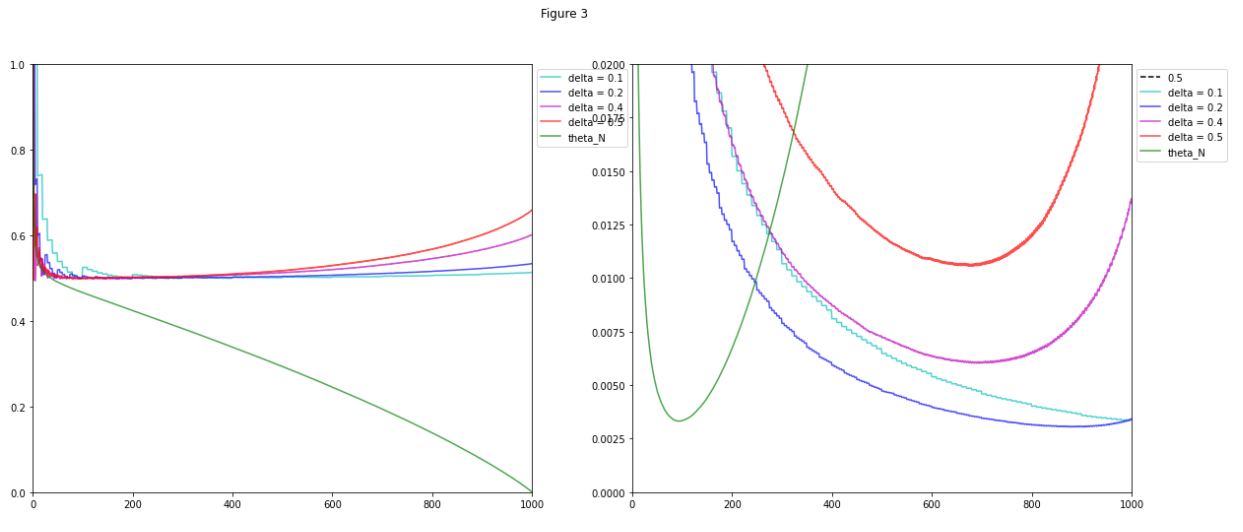 Figure 3
1.0
0.8
0.6
0.4
0.2
0.0
0
200
400
600
800
1000
delta = 0.1
delta = 0.2
delta = 0.4
delta = 0.5
theta_N
0.0200
0.0175
0.0150
0.0125
0.0100
0.0075
0.0050
0.0025
0.0000
0
200
400
600
800
1000
0.5
delta = 0.1
delta = 0.2
delta = 0.4
delta = 0.5
theta_N